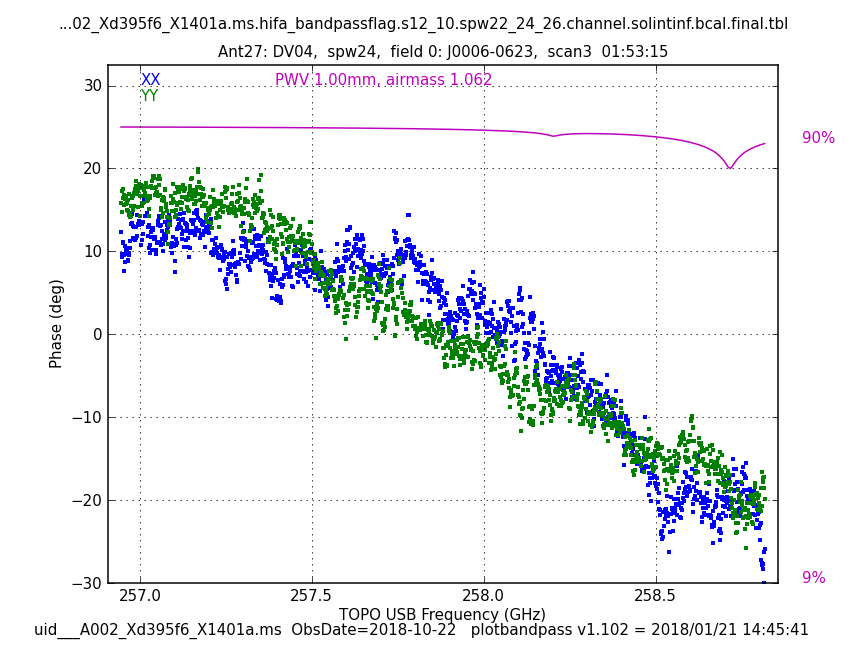 ...02_Xd395f6_X1401a.ms.hifa_bandpassflag.s12_10.spw22_24_26.channel.solintinf.bcal.final.tbl
Ant27: DV04,  spw24,  field 0: J0006-0623,  scan3  01:53:15
XX
YY
PWV 1.00mm, airmass 1.062
30
20
10
0
−10
−20
−30
Phase (deg)
90%
9%
257.0
257.5
258.0
258.5
TOPO USB Frequency (GHz)
uid___A002_Xd395f6_X1401a.ms  ObsDate=2018-10-22   plotbandpass v1.102 = 2018/01/21 14:45:41